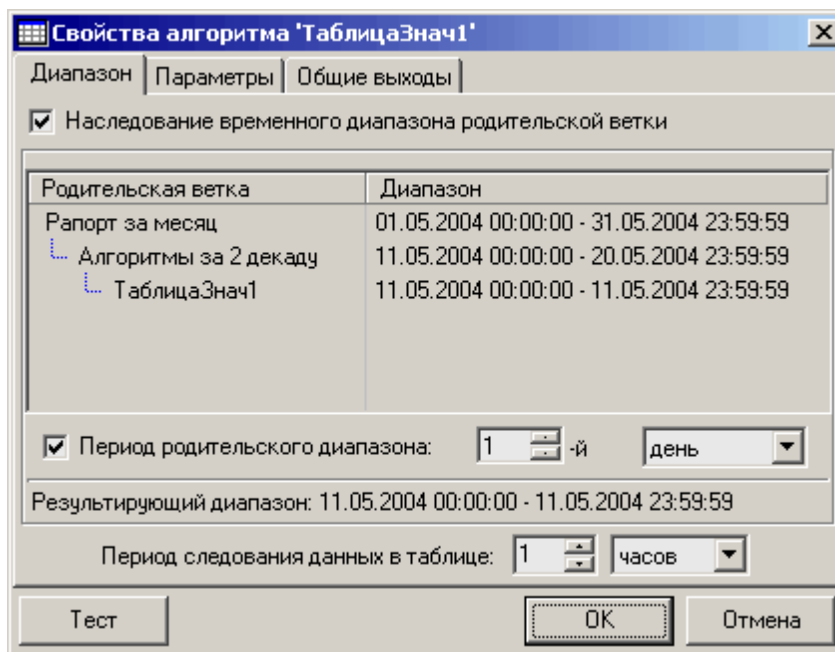 Свойства алгоритма 'ТаблицаЗнач1'
Диапазон Параметры Общие выходы
Наследование временного диапазона родительской ветки
Родительская ветка Диапазон
Рапорт за месяц 01.05.2004 00:00:00 - 31.05.2004 23:59:59
Алгоритмы за 2 декаду 11.05.2004 00:00:00 - 20.05.2004 23:59:59
ТаблицаЗнач1 11.05.2004 00:00:00 - 11.05.2004 23:59:59
Период родительского диапазона: 1 -й день
Результирующий диапазон: 11.05.2004 00:00:00 - 11.05.2004 23:59:59
Период следования данных в таблице: 1 часов
Тест OK Отмена